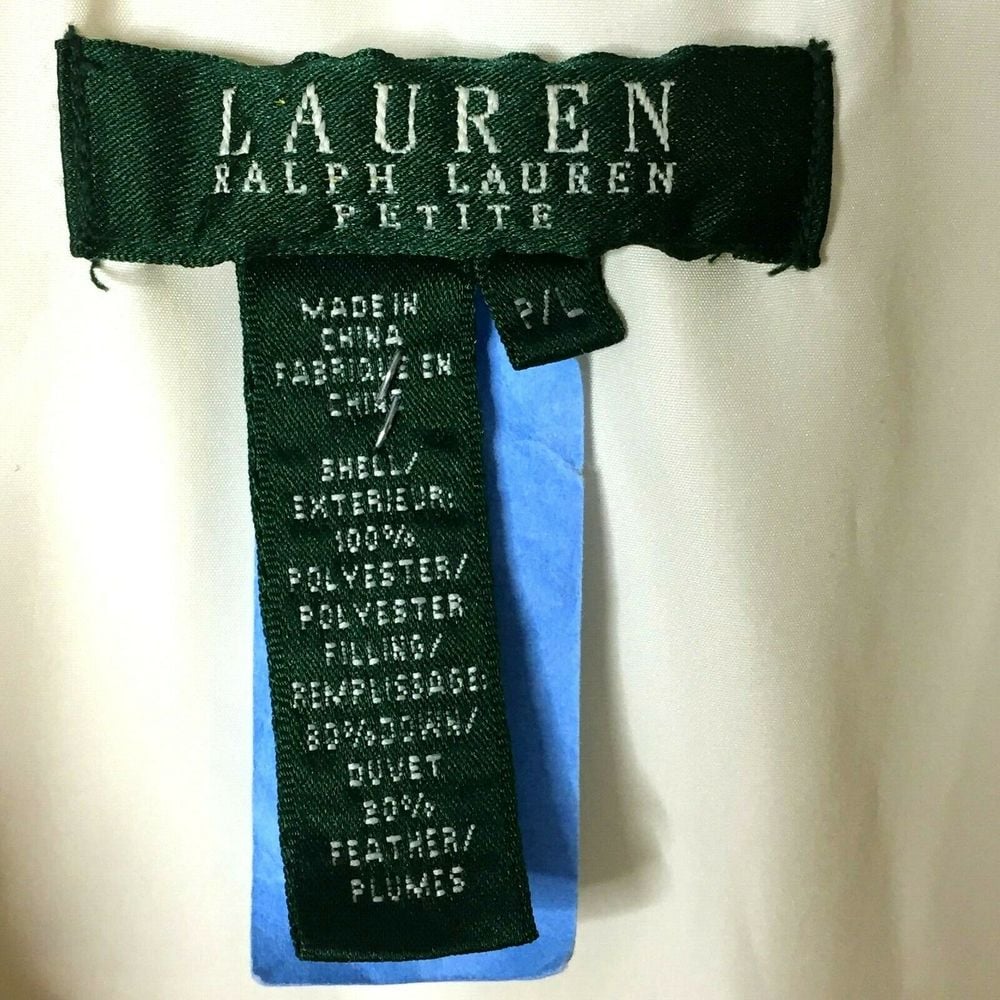 LAUREN
RALPH LAUREN
PETITE
P/L
MADE IN
CHINA
FABRIQUE EN
CHINE
SHELL/
EXTERIEUR:
100%
POLYESTER/
POLYESTER
FILLING/
REMPLISSAGE:
80% DOWN/
DUVET
20%
FEATHER/
PLUMES